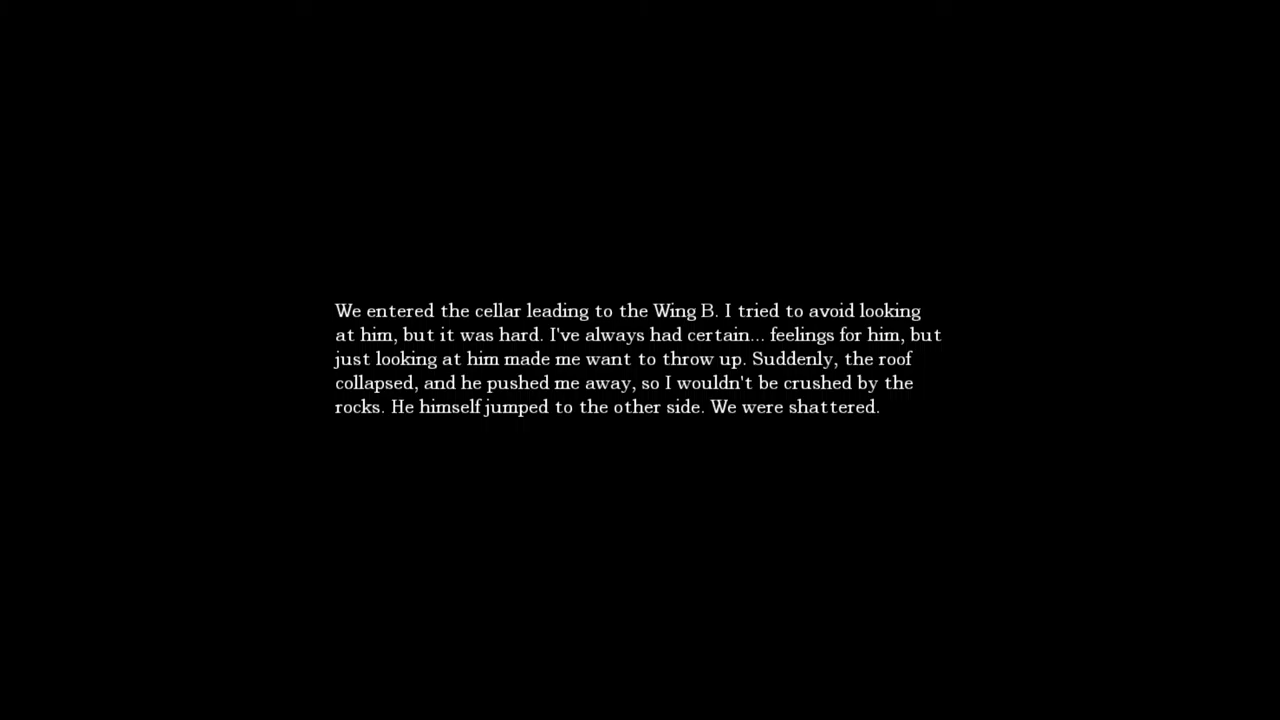 We entered the cellar leading to the Wing B. I tried to avoid looking
at him, but it was hard. I've always had certain... feelings for him, but
just looking at him made me want to throw up. Suddenly, the roof
collapsed, and he pushed me away, so I wouldn't be crushed by the
rocks. He himself jumped to the other side. We were shattered.